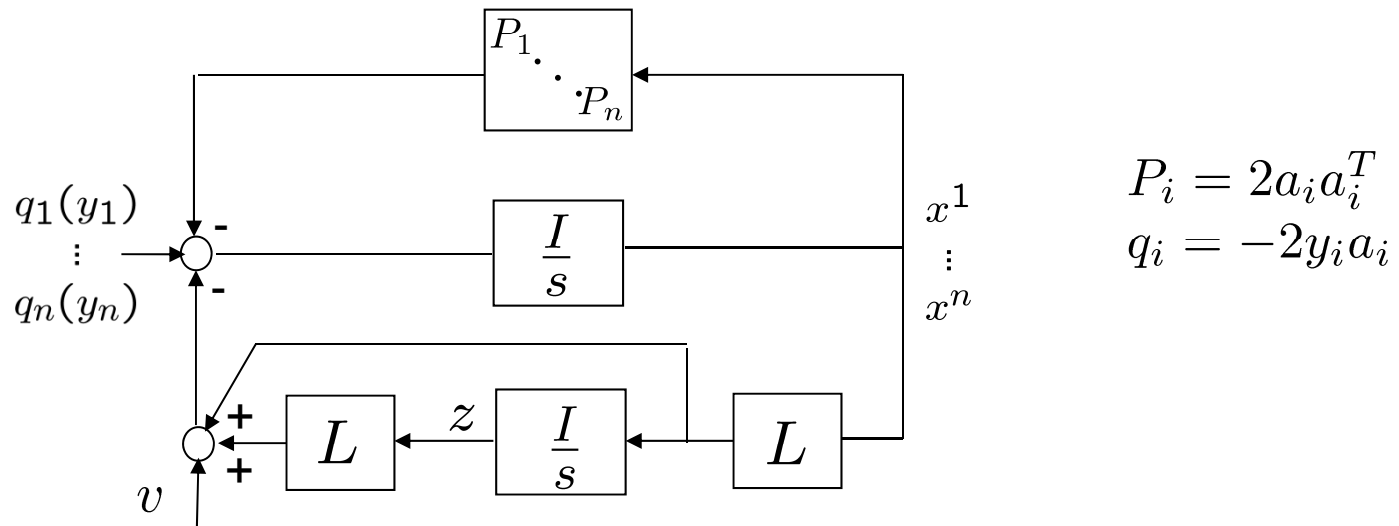 P_1
⋱
P_n
q_1(y_1)
⋮
q_n(y_n)
-
-
I/s
x^1
⋮
x^n
P_i = 2a_i a_i^T
q_i = −2y_i a_i
+
+
L
z
I/s
L
v